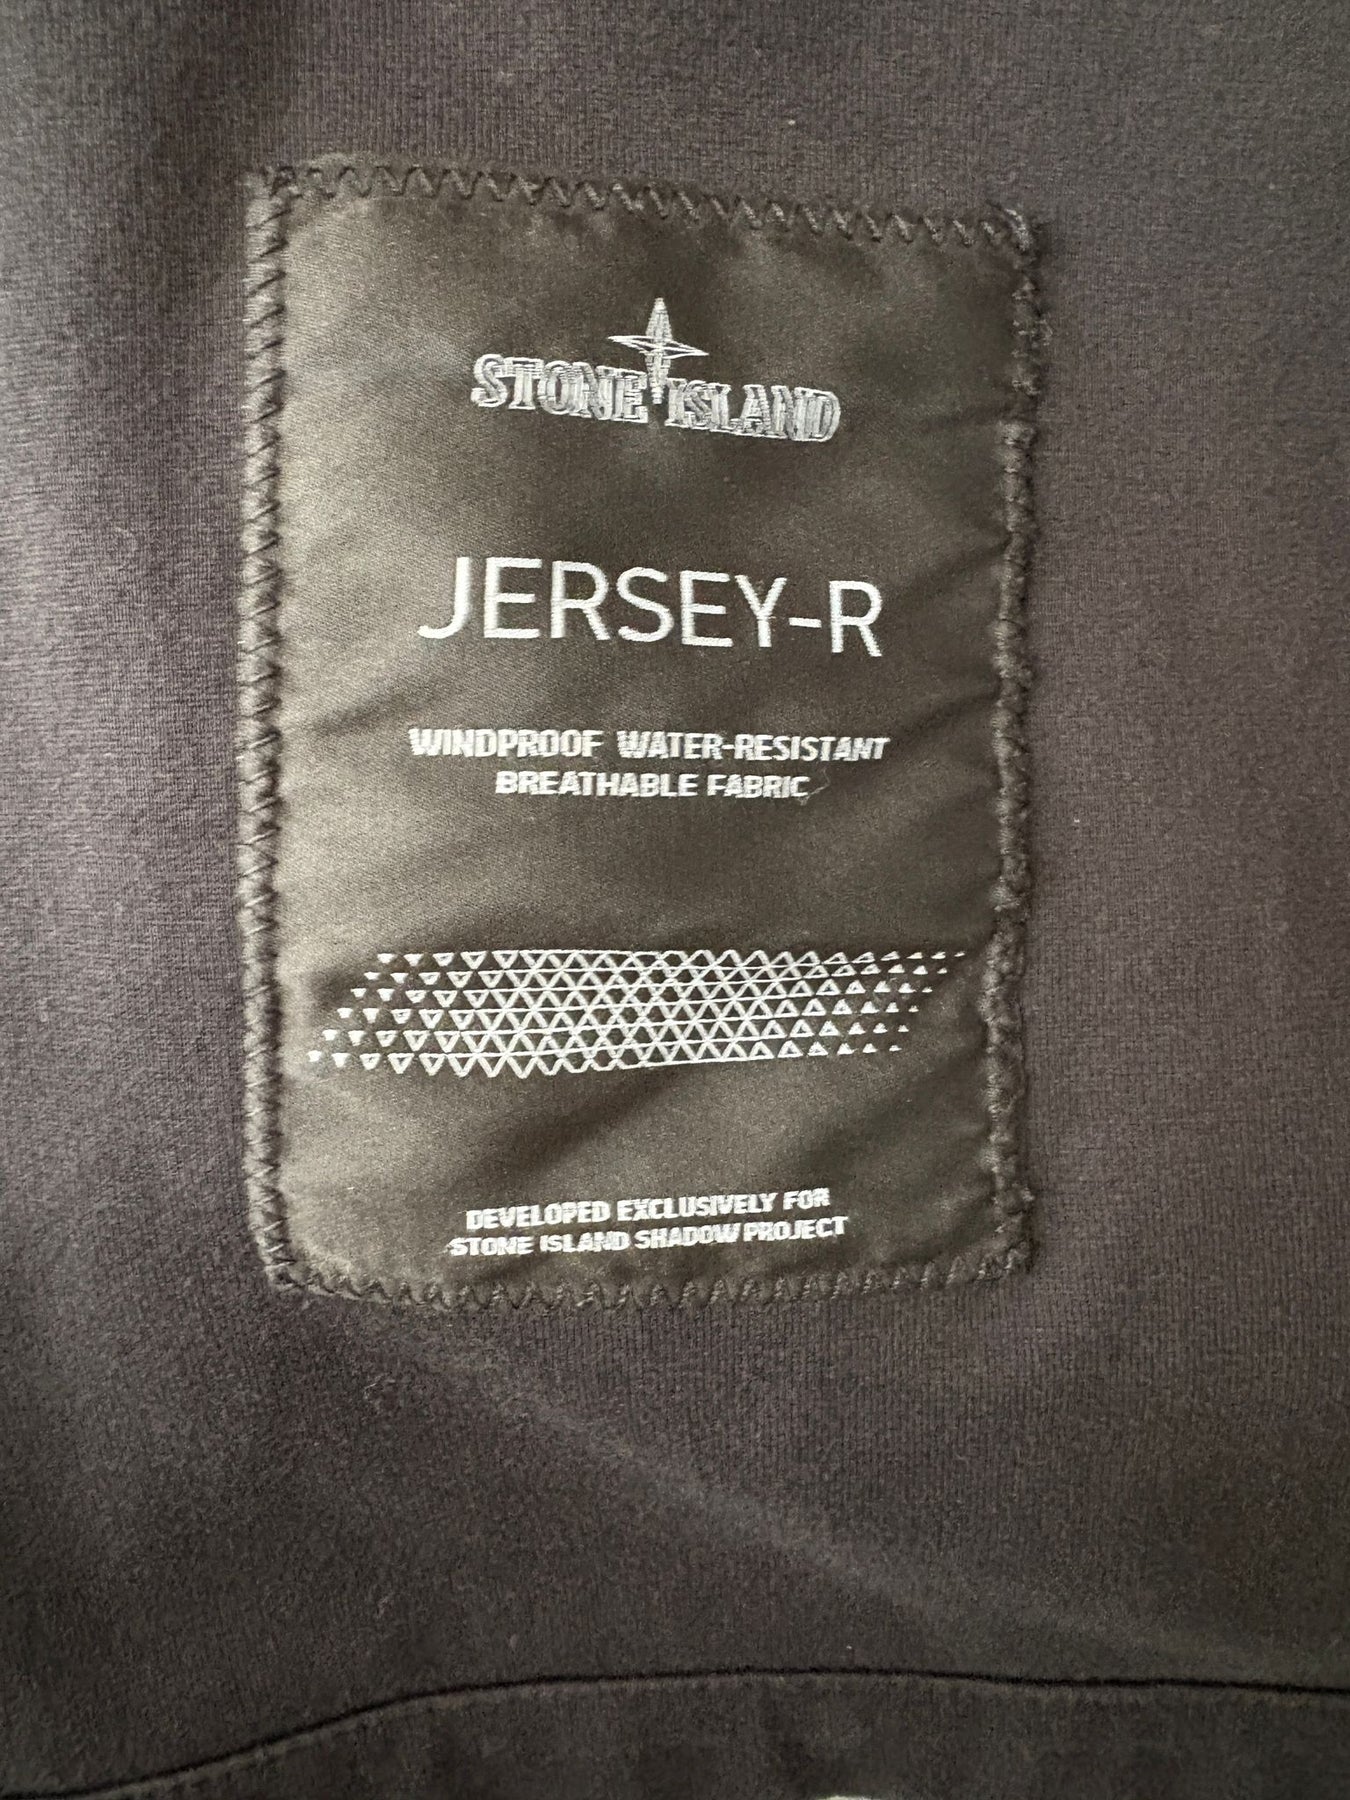 STONE ISLAND
JERSEY-R
WINDPROOF WATER-RESISTANT
BREATHABLE FABRIC
DEVELOPED EXCLUSIVELY FOR
STONE ISLAND SHADOW PROJECT